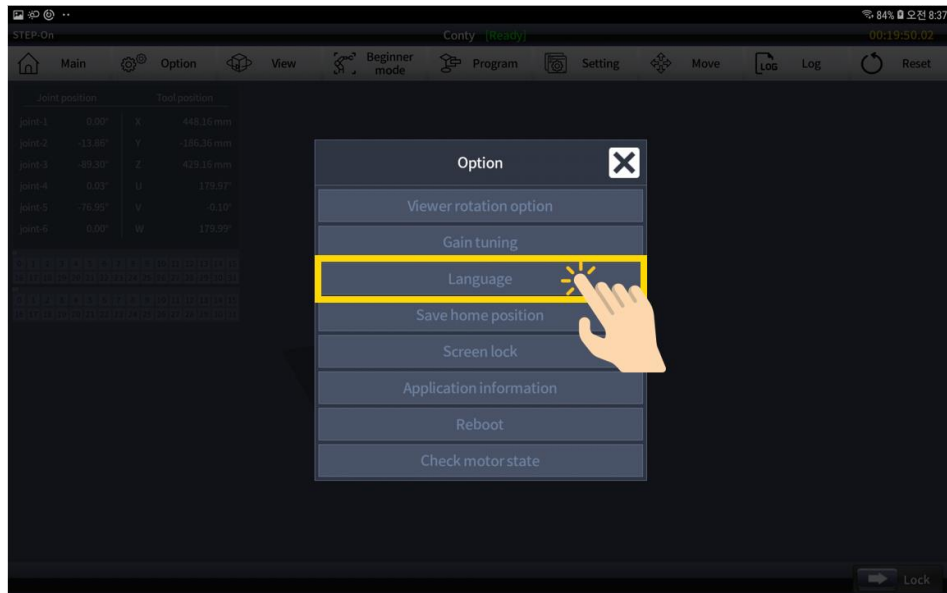 84% 오전 8:37
STEP-On Conty [Ready] 00:19:50.02
Main Option View Beginner mode Program Setting Move LOG Log Reset
Joint position Tool position
joint-1 0.00° X 448.16 mm
joint-2 -13.66° Y -186.36 mm
joint-3 -89.30° Z 425.16 mm
joint-4 0.03° U 179.97°
joint-5 -76.95° V 0.10°
joint-6 0.00° W 179.99°
Option
Viewer rotation option
Gain tuning
Language
Save home position
Screen lock
Application information
Reboot
Check motor state
Lock